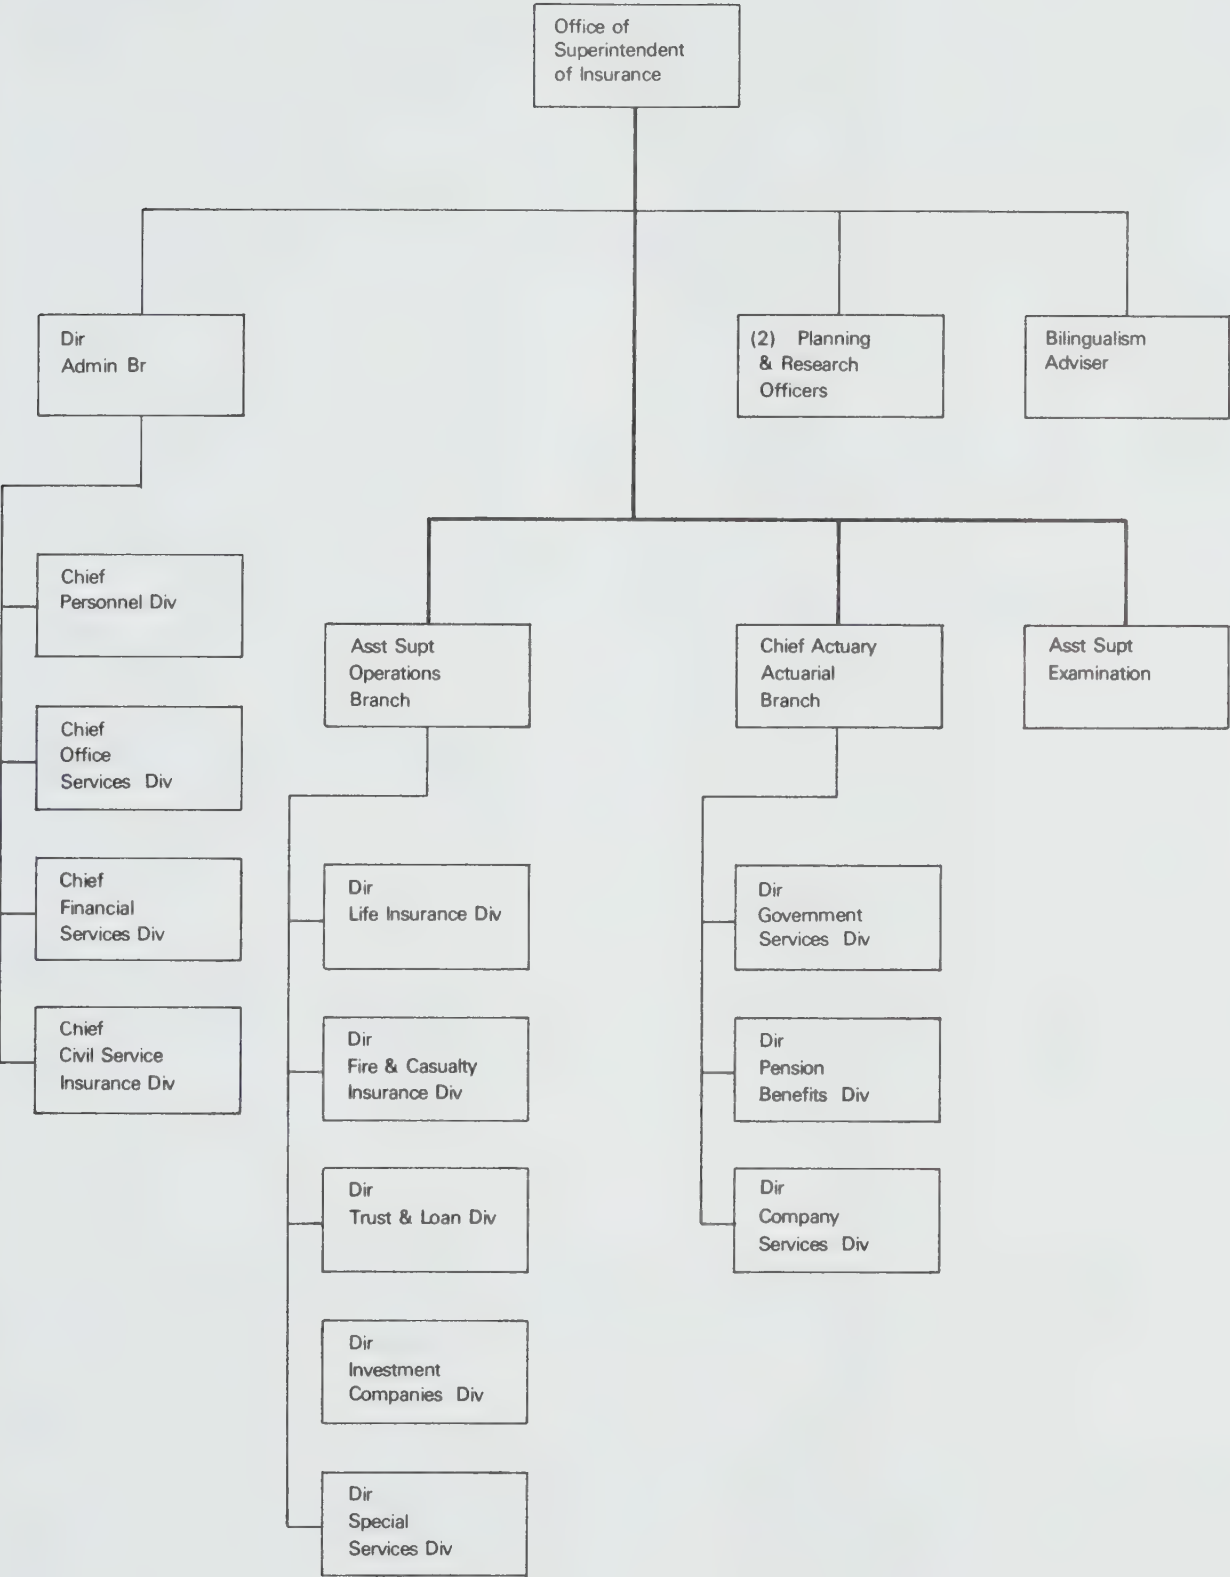 Office of
Superintendent
of Insurance
Dir
Admin Br
(2) Planning
& Research
Officers
Bilingualism
Adviser
Chief
Personnel Div
Chief
Office
Services Div
Chief
Financial
Services Div
Chief
Civil Service
Insurance Div
Asst Supt
Operations
Branch
Dir
Life Insurance Div
Dir
Fire & Casualty
Insurance Div
Dir
Trust & Loan Div
Dir
Investment
Companies Div
Dir
Special
Services Div
Chief Actuary
Actuarial
Branch
Dir
Government
Services Div
Dir
Pension
Benefits Div
Dir
Company
Services Div
Asst Supt
Examination